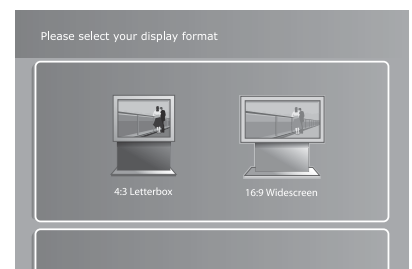 Please select your display format
4:3 Letterbox
16:9 Widescreen